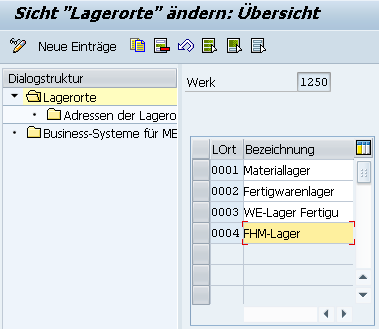 Sicht "Lagerorte" ändern: Übersicht
Neue Einträge
Dialogstruktur
Lagerorte
Adressen der Lagero
Business-Systeme für ME
Werk 1250
LOrt Bezeichnung
0001 Materiallager
0002 Fertigwarenlager
0003 WE-Lager Fertigu
0004 FHM-Lager